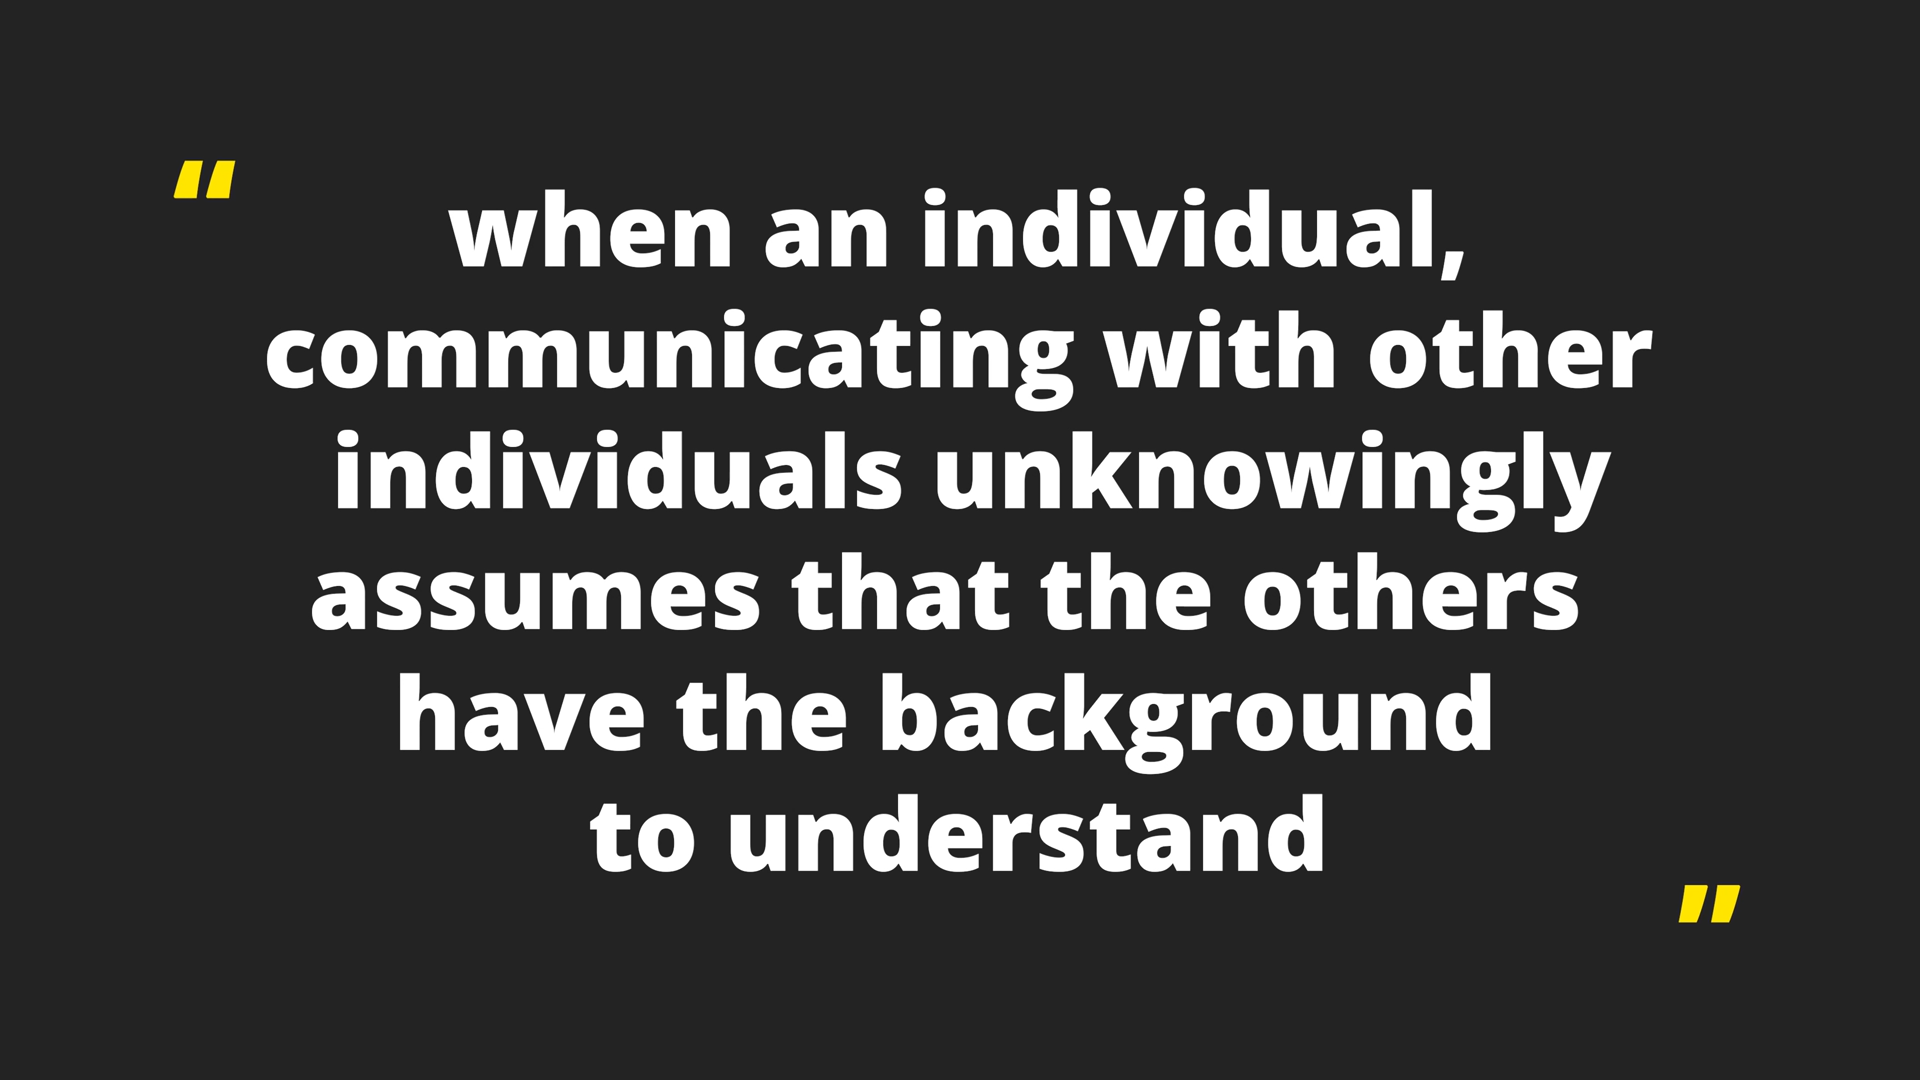 “
when an individual,
communicating with other
individuals unknowingly
assumes that the others
have the background
to understand
”